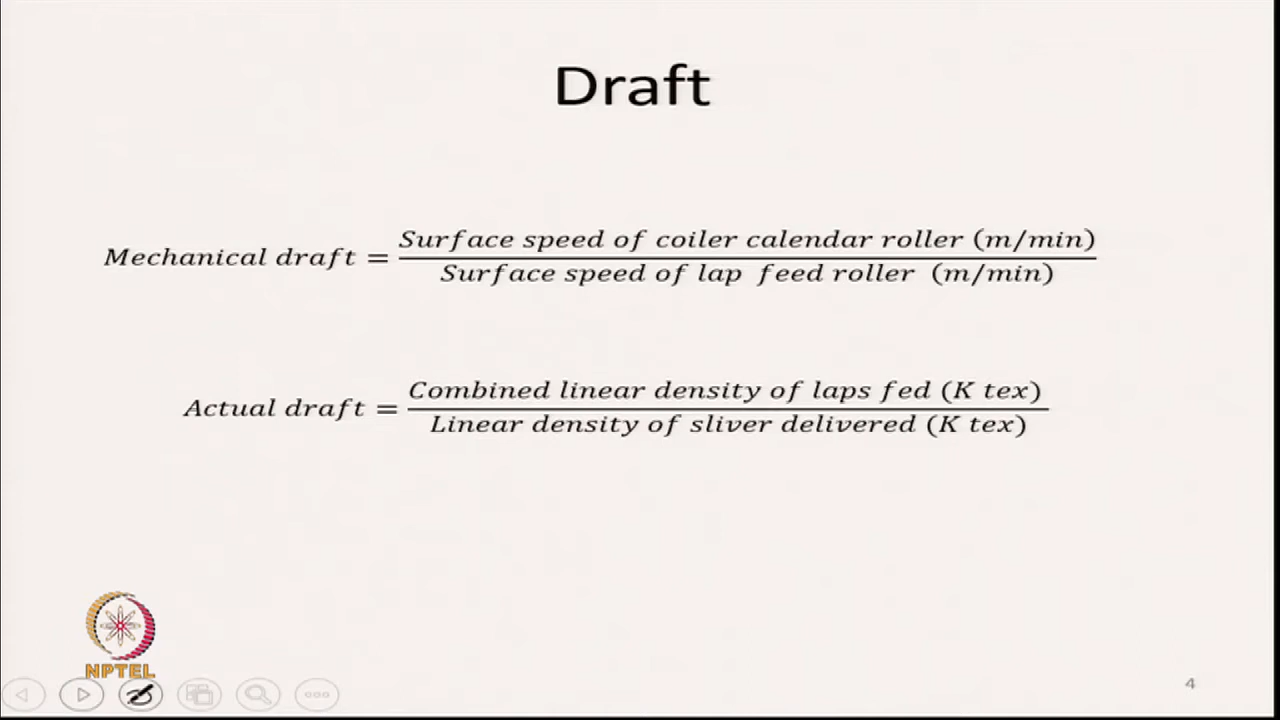 Draft
Mechanical draft = Surface speed of coiler calendar roller (m/min)
Surface speed of lap feed roller (m/min)
Actual draft = Combined linear density of laps fed (K tex)
Linear density of sliver delivered (K tex)
NPTEL
4